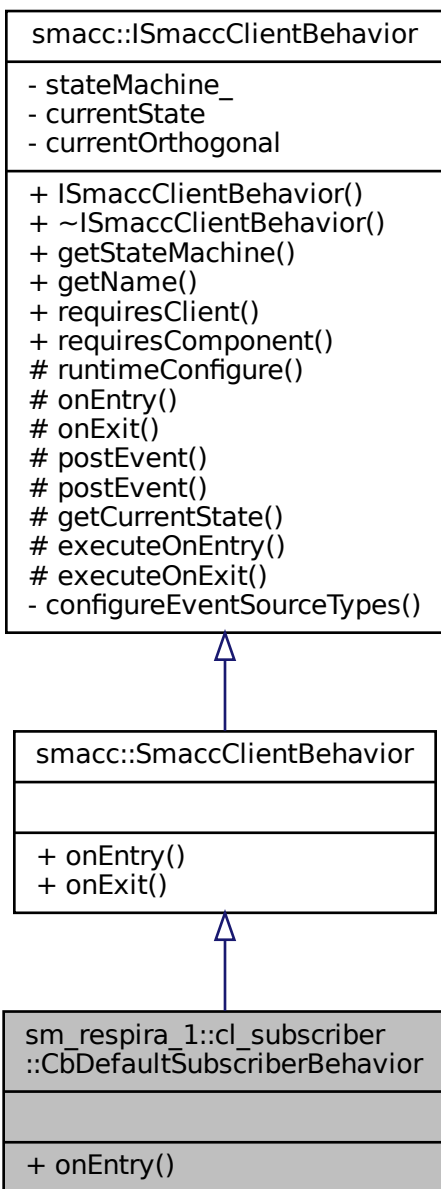 smacc::ISmaccClientBehavior
- stateMachine_
- currentState
- currentOrthogonal
+ ISmaccClientBehavior()
+ ~ISmaccClientBehavior()
+ getStateMachine()
+ getName()
+ requiresClient()
+ requiresComponent()
# runtimeConfigure()
# onEntry()
# onExit()
# postEvent()
# postEvent()
# getCurrentState()
# executeOnEntry()
# executeOnExit()
- configureEventSourceTypes()
smacc::SmaccClientBehavior
+ onEntry()
+ onExit()
sm_respira_1::cl_subscriber
::CbDefaultSubscriberBehavior
+ onEntry()